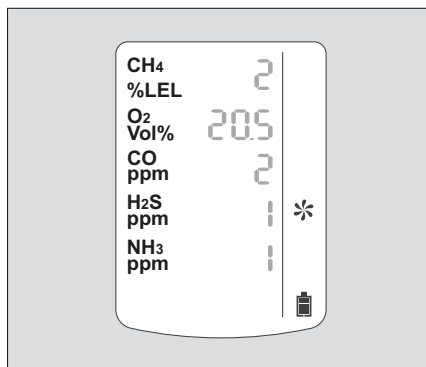 CH4 2
%LEL
O2
Vol% 20.5
CO
ppm 2
H2S
ppm 1
NH3
ppm 1